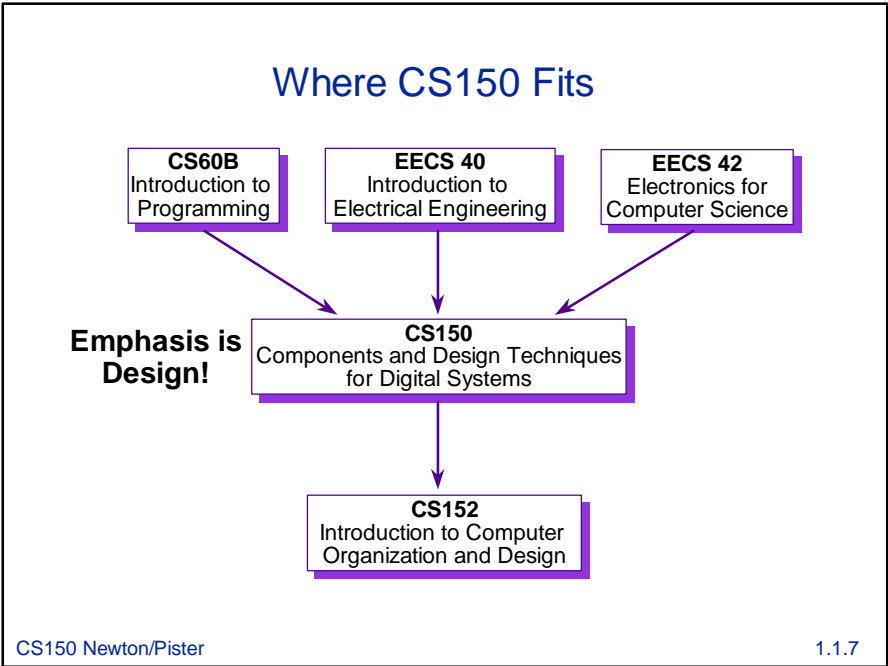 Where CS150 Fits
CS60B
Introduction to
Programming
EECS 40
Introduction to
Electrical Engineering
EECS 42
Electronics for
Computer Science
Emphasis is
Design!
CS150
Components and Design Techniques
for Digital Systems
CS152
Introduction to Computer
Organization and Design
CS150 Newton/Pister
1.1.7